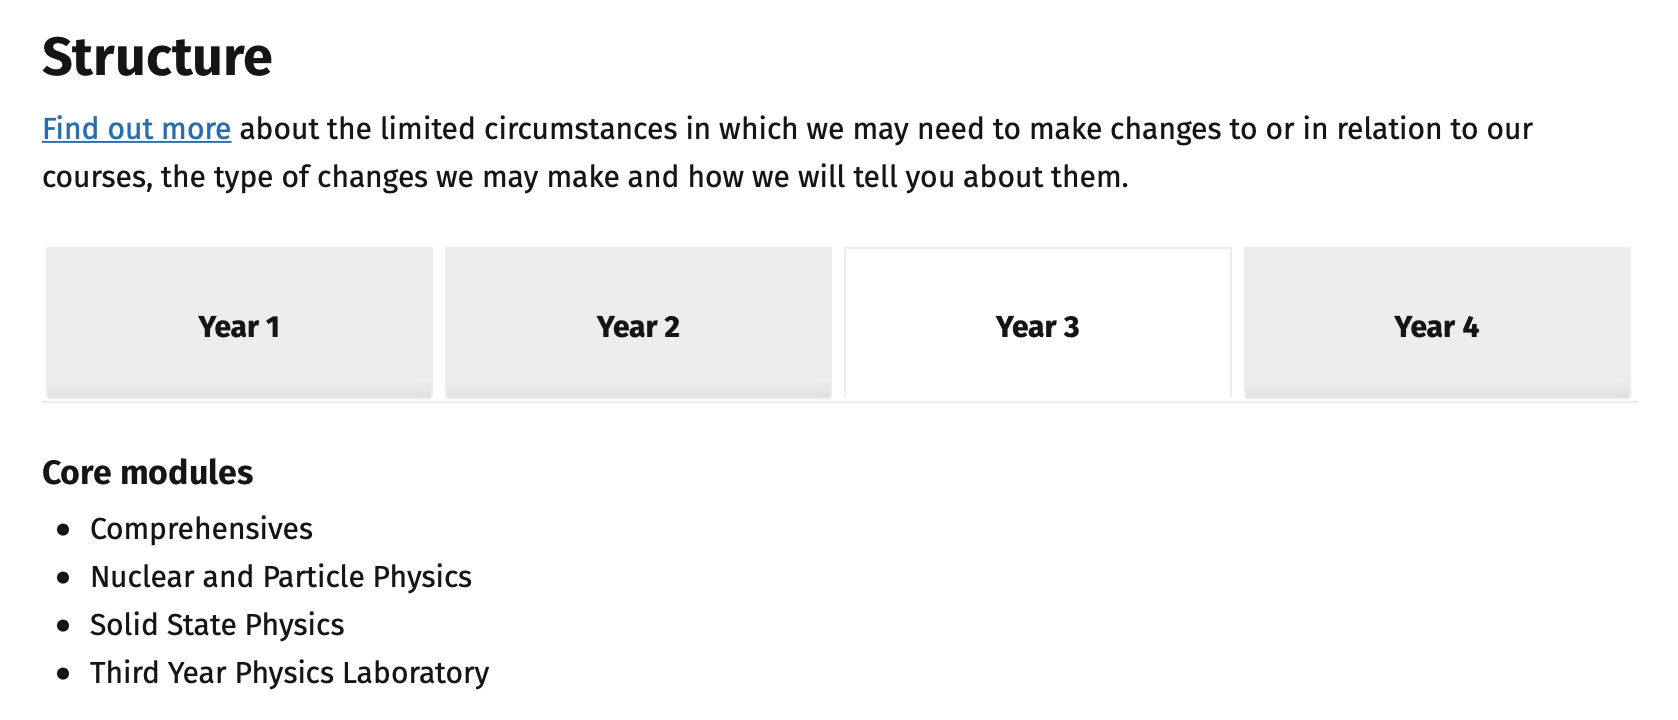 Structure
Find out more about the limited circumstances in which we may need to make changes to or in relation to our
courses, the type of changes we may make and how we will tell you about them.
Year 1
Year 2
Year 3
Year 4
Core modules
• Comprehensives
• Nuclear and Particle Physics
• Solid State Physics
• Third Year Physics Laboratory